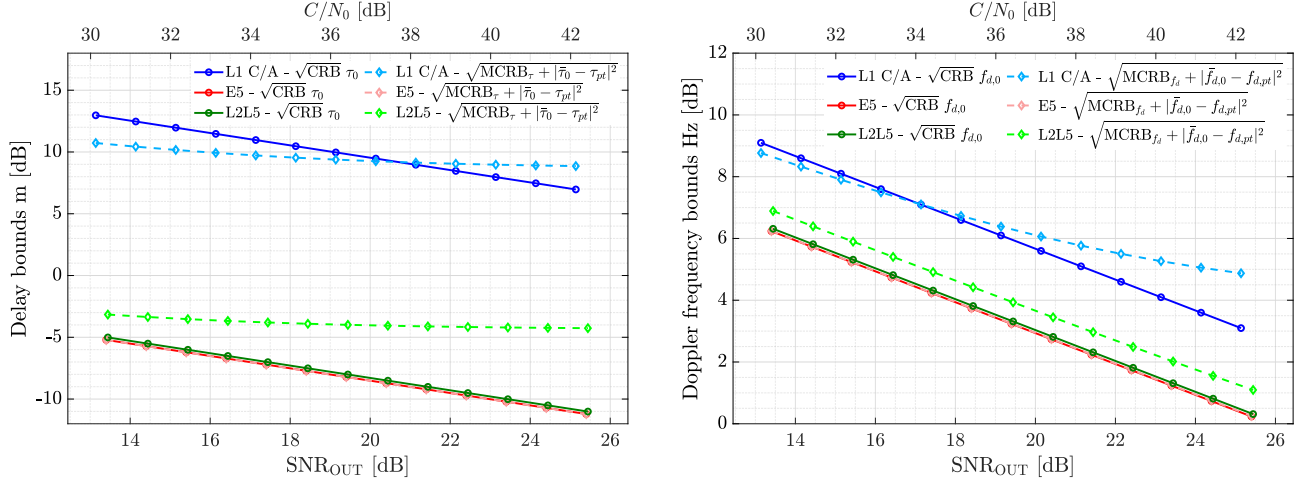 C/N₀ [dB]
30 32 34 36 38 40 42
15
10
5
0
-5
-10
Delay bounds m [dB]
L1 C/A - √CRB τ₀
E5 - √CRB τ₀
L2L5 - √CRB τ₀
L1 C/A - √(MCRB_τ + |τ̄₀ − τ_pt|²)
E5 - √(MCRB_τ + |τ̄₀ − τ_pt|²)
L2L5 - √(MCRB_τ + |τ̄₀ − τ_pt|²)
14 16 18 20 22 24 26
SNR_OUT [dB]
C/N₀ [dB]
30 32 34 36 38 40 42
12
10
8
6
4
2
0
Doppler frequency bounds Hz [dB]
L1 C/A - √CRB f_d,0
E5 - √CRB f_d,0
L2L5 - √CRB f_d,0
L1 C/A - √(MCRB_f_d + |f̄_d,0 − f_d,pt|²)
E5 - √(MCRB_f_d + |f̄_d,0 − f_d,pt|²)
L2L5 - √(MCRB_f_d + |f̄_d,0 − f_d,pt|²)
14 16 18 20 22 24 26
SNR_OUT [dB]